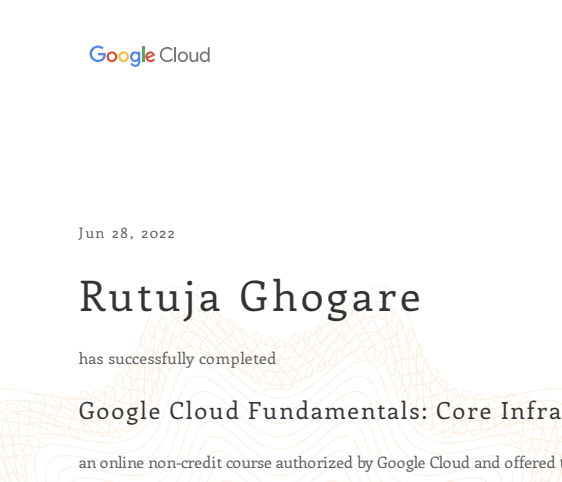 Google Cloud
Jun 28, 2022
Rutuja Ghogare
has successfully completed
Google Cloud Fundamentals: Core Infra
an online non-credit course authorized by Google Cloud and offered t